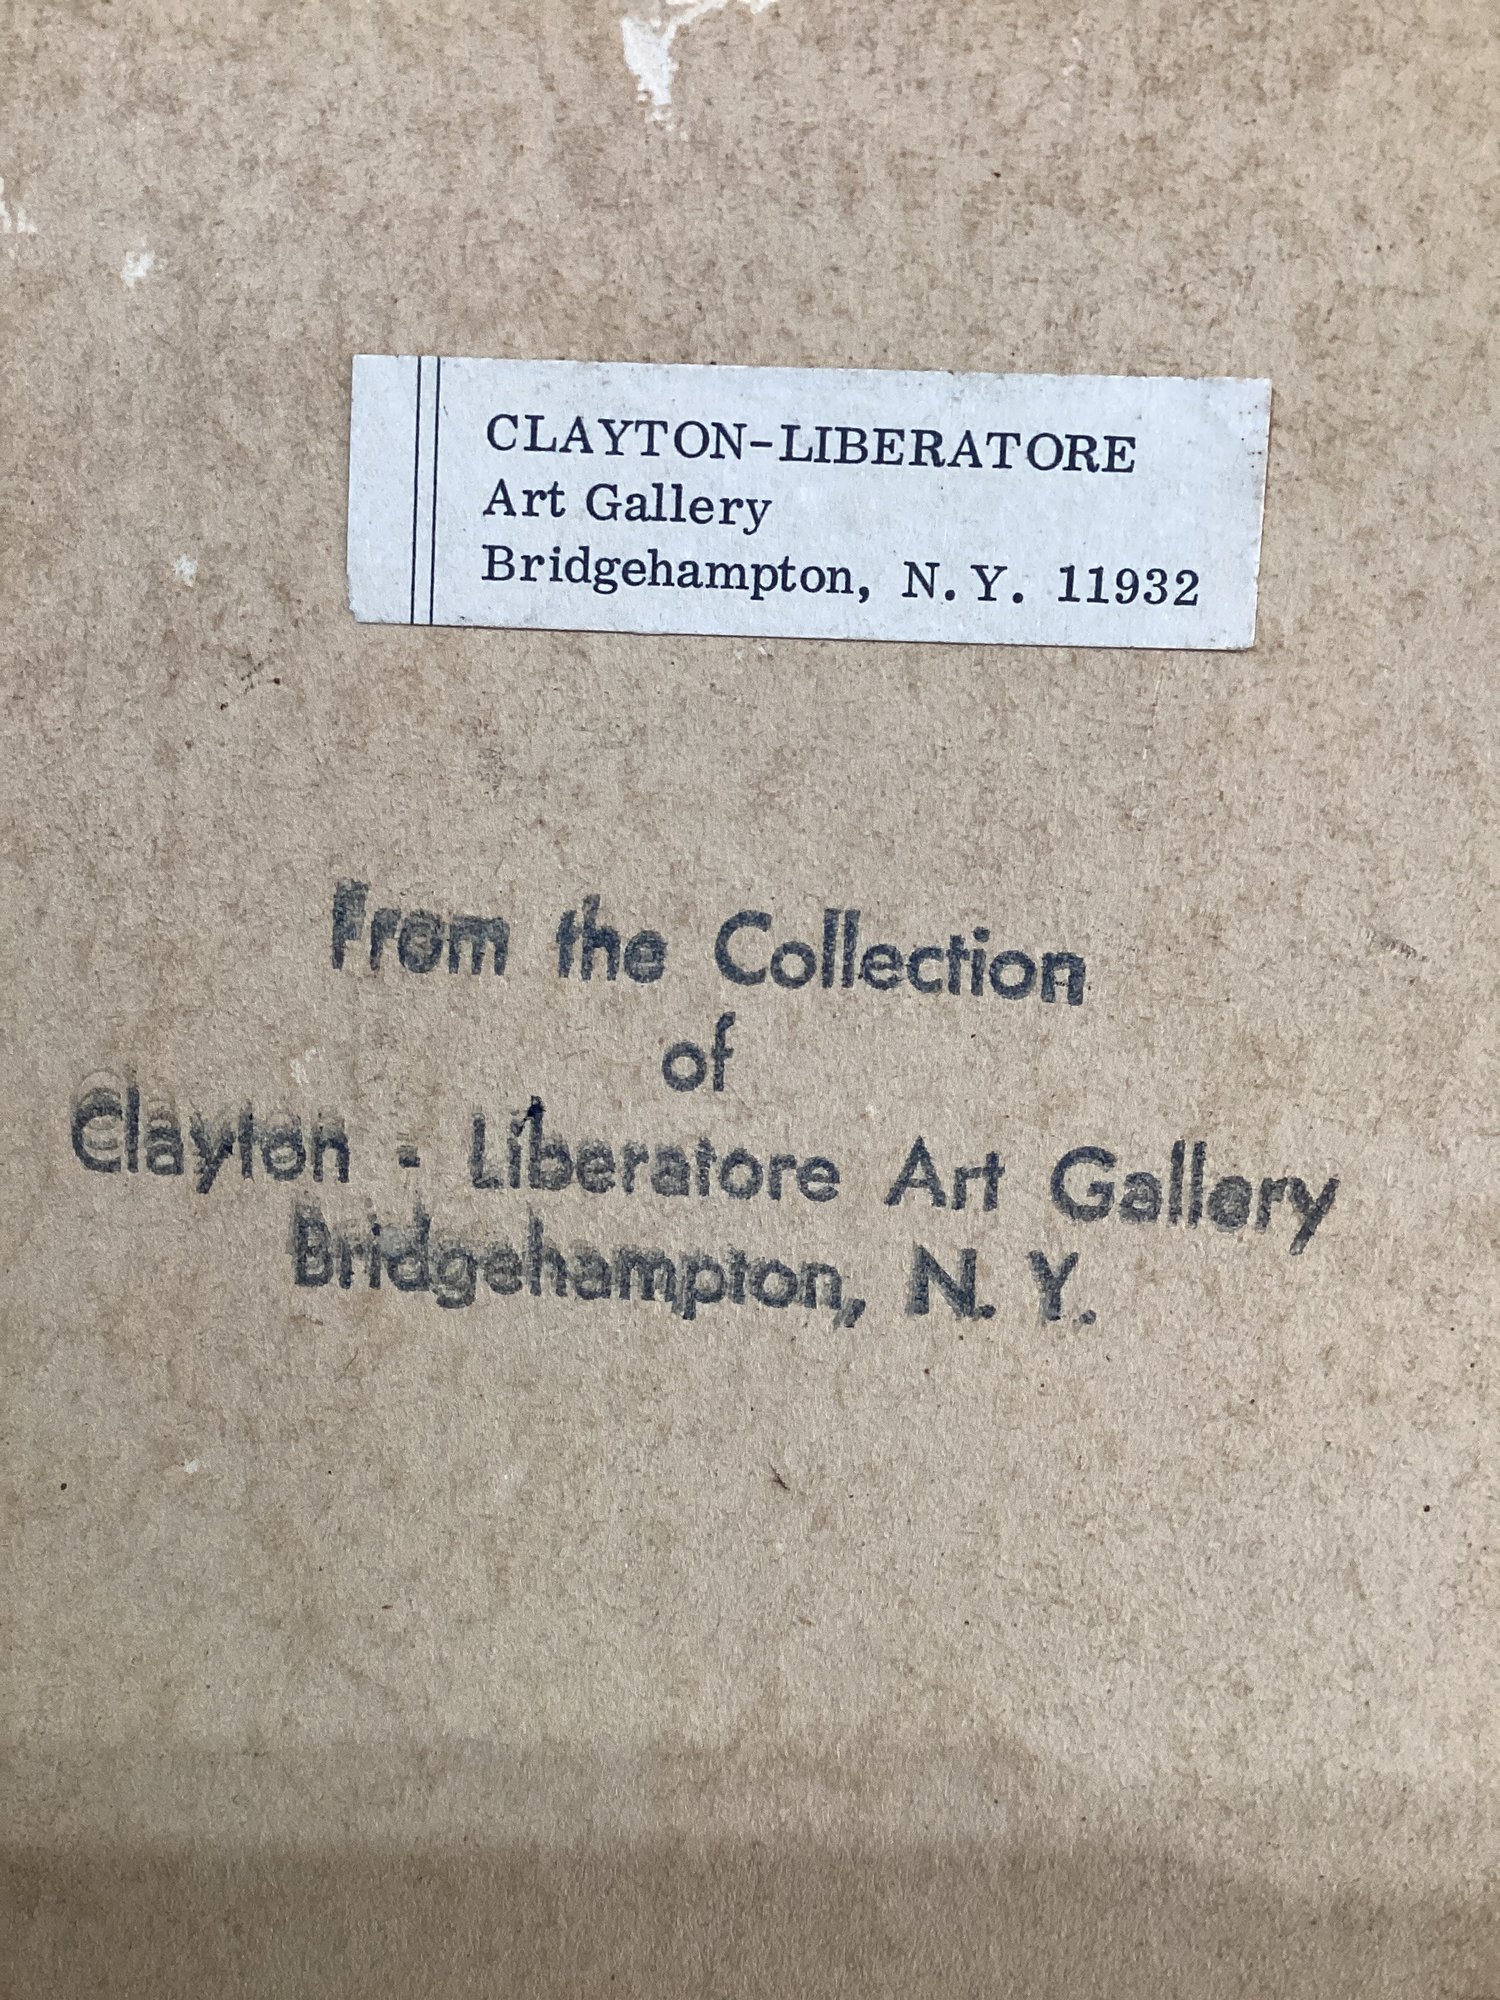 CLAYTON-LIBERATORE
Art Gallery
Bridgehampton, N.Y. 11932
From the Collection
of
Clayton - Liberatore Art Gallery
Bridgehampton, N. Y.